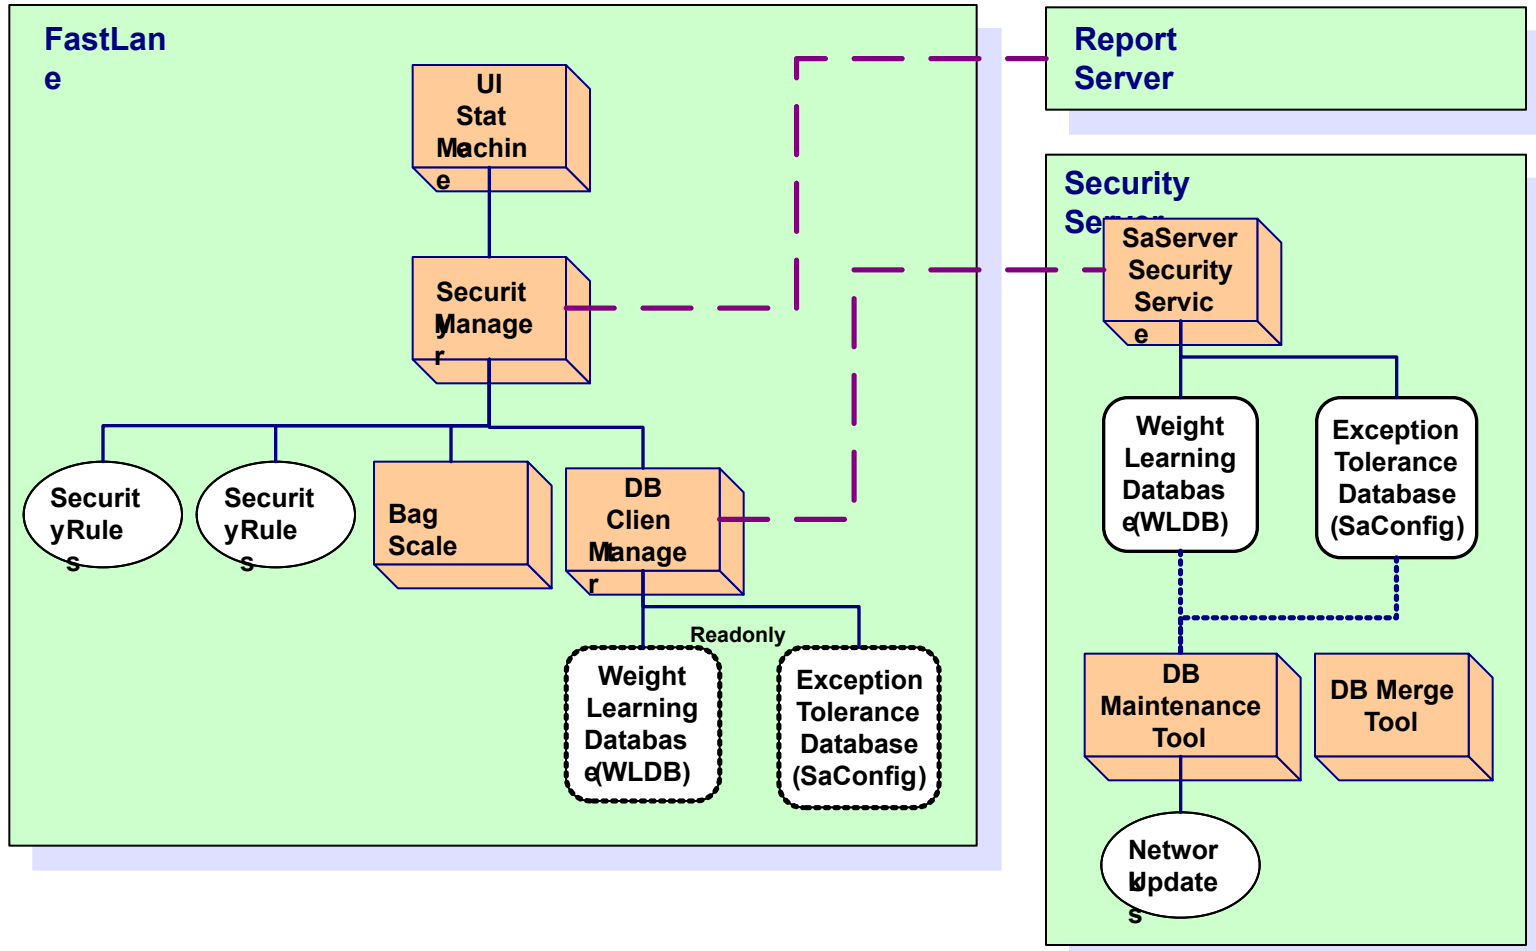 FastLan
e
UI
Stat
e
Machin
e
Securit
y
Manage
r
Securit
yRule
s
Securit
yRule
s
Bag
Scale
DB
Clien
t
Manage
r
Readonly
Weight
Learning
Databas
e(WLDB)
Exception
Tolerance
Database
(SaConfig)
Report
Server
Security
Server
SaServer
Security
Servic
e
Weight
Learning
Databas
e(WLDB)
Exception
Tolerance
Database
(SaConfig)
DB
Maintenance
Tool
DB Merge
Tool
Networ
k
Update
s